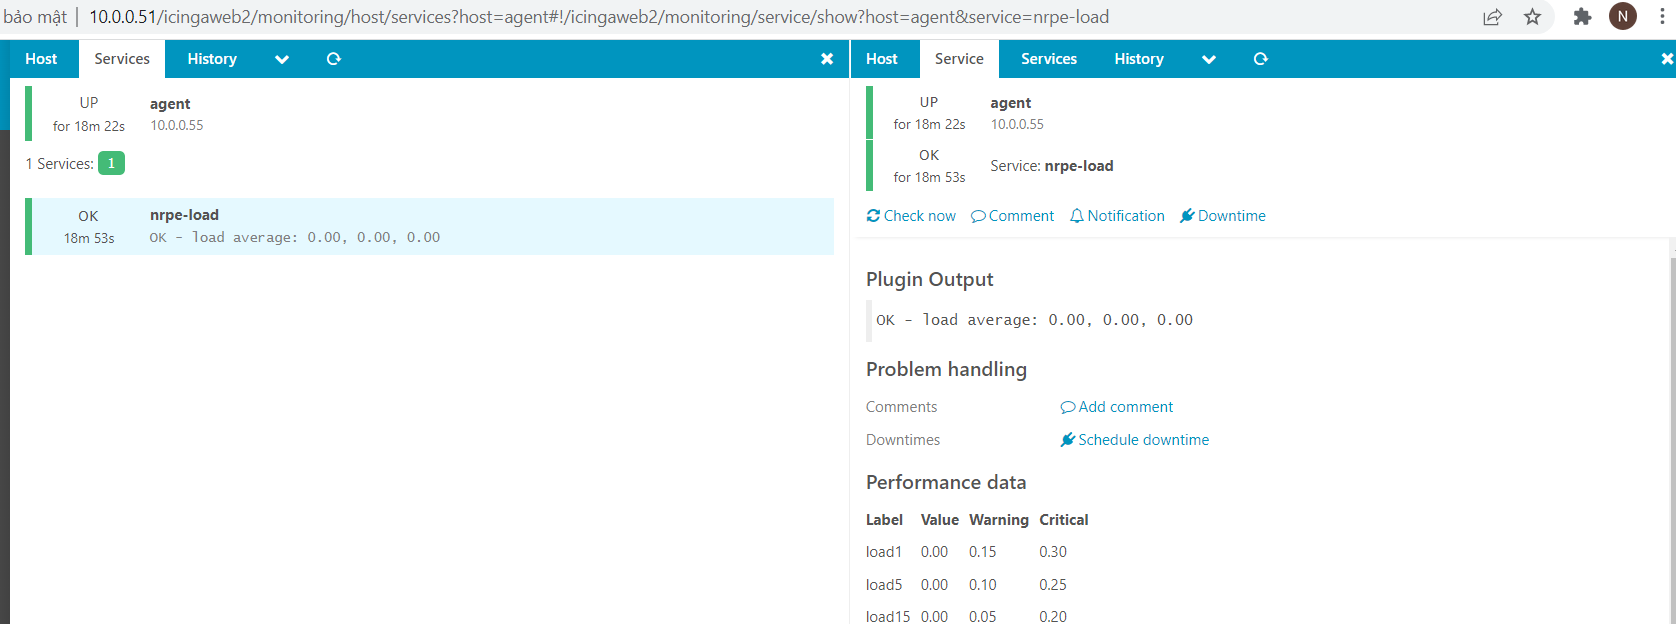 bảo mật | 10.0.0.51/icingaweb2/monitoring/host/services?host=agent#!/icingaweb2/monitoring/service/show?host=agent&service=nrpe-load
N
Host Services History
UP
for 18m 22s
agent
10.0.0.55
1 Services: 1
OK
18m 53s
nrpe-load
OK - load average: 0.00, 0.00, 0.00
Host Service Services History
UP
for 18m 22s
agent
10.0.0.55
OK
for 18m 53s
Service: nrpe-load
Check now Comment Notification Downtime
Plugin Output
OK - load average: 0.00, 0.00, 0.00
Problem handling
Comments Add comment
Downtimes Schedule downtime
Performance data
Label Value Warning Critical
load1 0.00 0.15 0.30
load5 0.00 0.10 0.25
load15 0.00 0.05 0.20